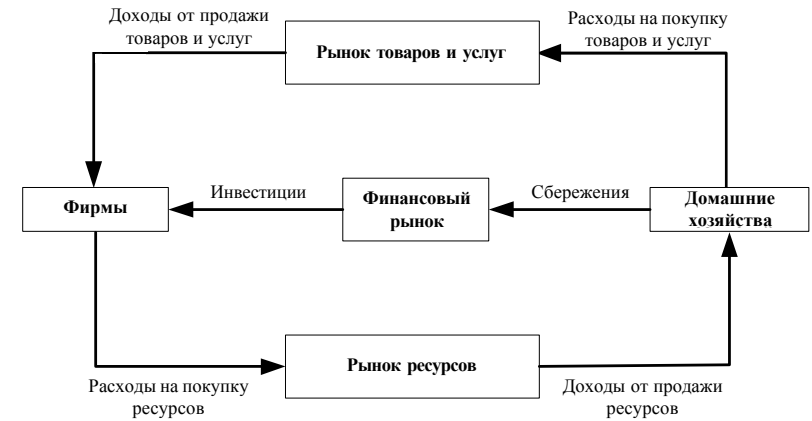 Доходы от продажи
товаров и услуг
Рынок товаров и услуг
Расходы на покупку
товаров и услуг
Фирмы
Инвестиции
Финансовый
рынок
Сбережения
Домашние
хозяйства
Расходы на покупку
ресурсов
Рынок ресурсов
Доходы от продажи
ресурсов